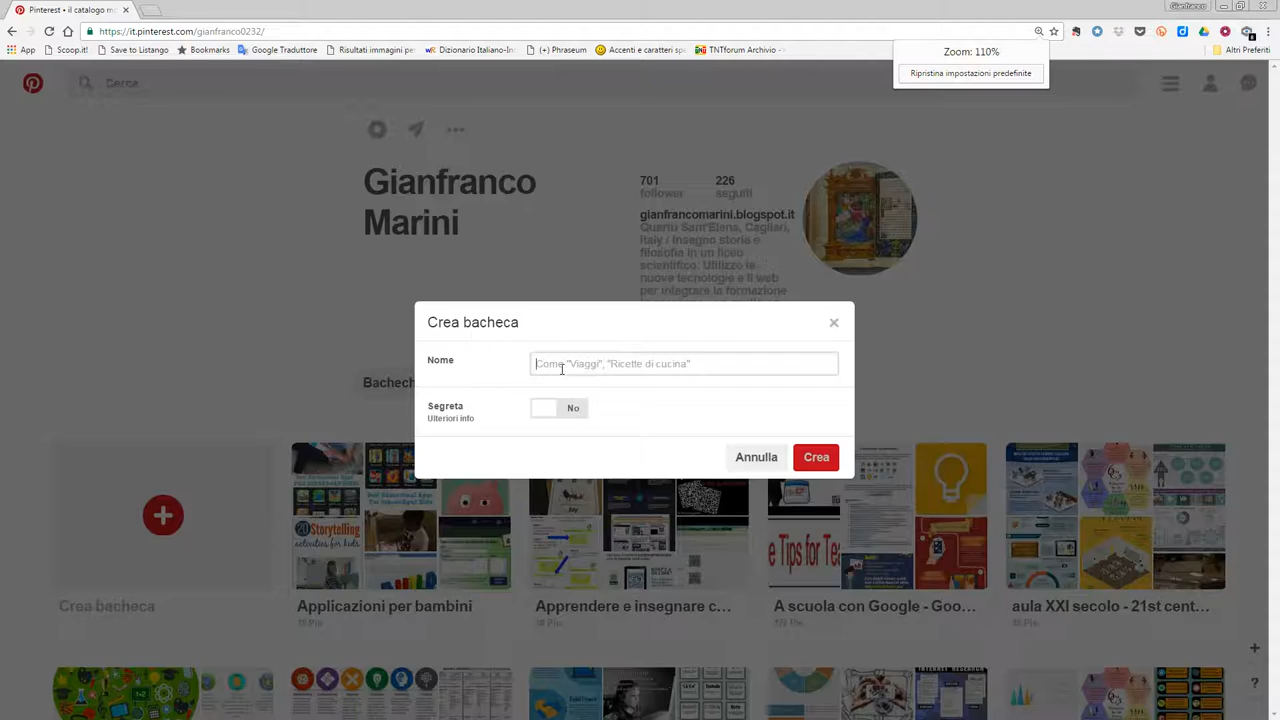 Pinterest • il catalogo mo
Gianfranco
https://it.pinterest.com/gianfranco0232/
App
Scoop.it!
Save to Listango
Bookmarks
Google Traduttore
Risultati immagini per
Dizionario Italiano-In
(+) Phraseum
Accenti e caratteri spe
TNTforum Archivio -
Altri Preferiti
Zoom: 110%
Ripristina impostazioni predefinite
Cerca
Gianfranco
Marini
701
follower
226
seguiti
gianfrancomarini.blogspot.it
Quartu Sant'Elena, Cagliari,
Italy / Insegno storia e
filosofia in un liceo
scientifico. Utilizzo le
nuove tecnologie e il web
per integrare la formazione
Crea bacheca
Nome
Come "Viaggi", "Ricette di cucina"
Segreta
Ulteriori info
No
Annulla
Crea
Bachech
Crea bacheca
Applicazioni per bambini
Apprendere e insegnare c...
A scuola con Google - Goo...
aula XXI secolo - 21st cent...
20 Storytelling
activities for kids
e Tips for Tea